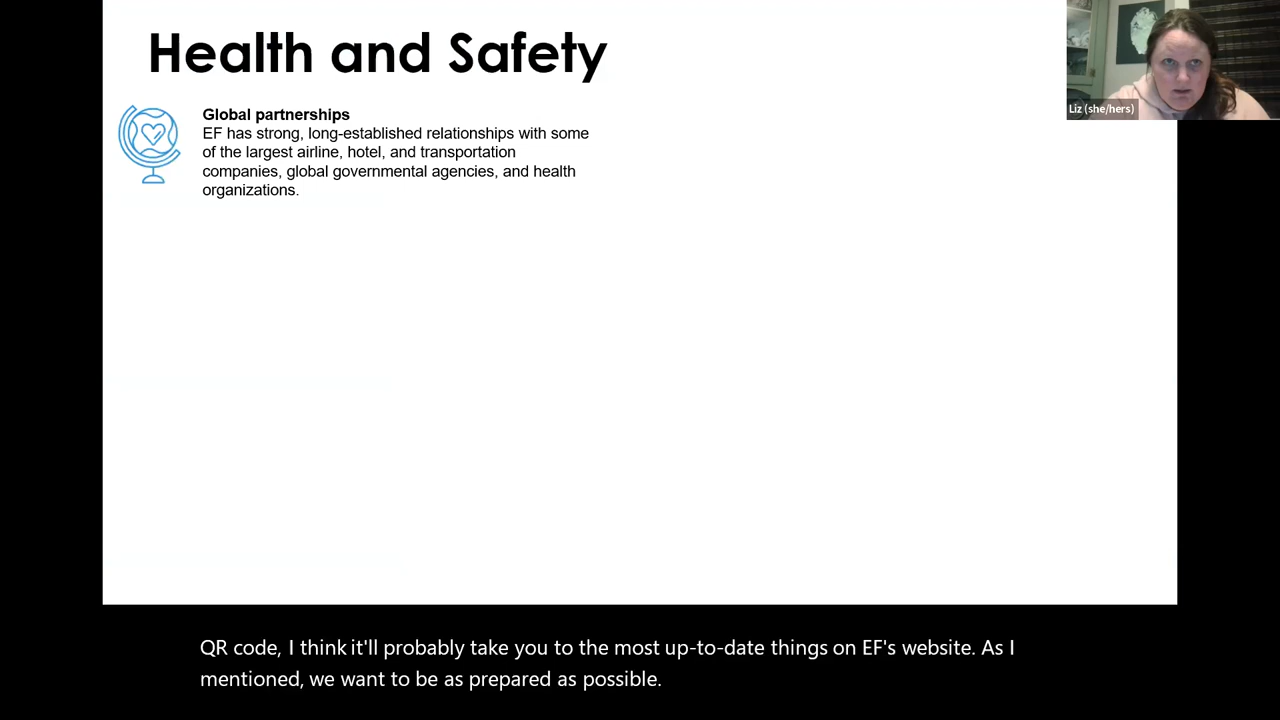 Health and Safety
Liz (she/hers)
Global partnerships
EF has strong, long-established relationships with some
of the largest airline, hotel, and transportation
companies, global governmental agencies, and health
organizations.
QR code, I think it'll probably take you to the most up-to-date things on EF's website. As I
mentioned, we want to be as prepared as possible.